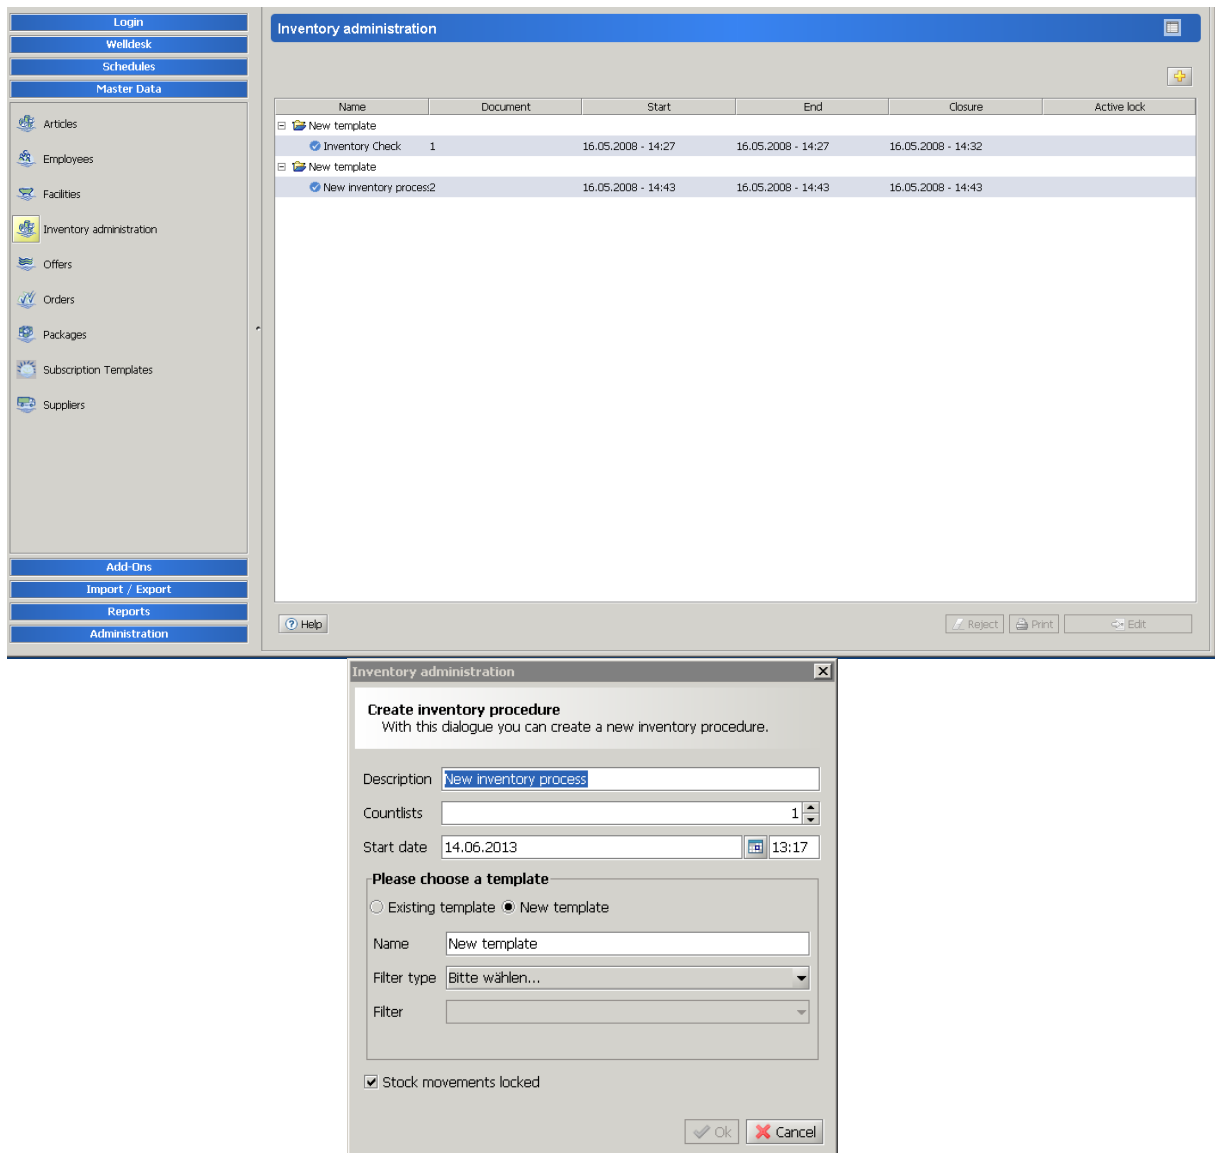 Login
Welldesk
Schedules
Master Data
Articles
Employees
Facilities
Inventory administration
Offers
Orders
Packages
Subscription Templates
Suppliers
Add-Ons
Import / Export
Reports
Administration
Inventory administration
Name Document Start End Closure Active lock
New template
Inventory Check 1 16.05.2008 - 14:27 16.05.2008 - 14:27 16.05.2008 - 14:32
New template
New inventory proces: 2 16.05.2008 - 14:43 16.05.2008 - 14:43 16.05.2008 - 14:43
Help Reject Print Edit
Inventory administration
Create inventory procedure
With this dialogue you can create a new inventory procedure.
Description New inventory process
Countlists 1
Start date 14.06.2013 13:17
Please choose a template
Existing template New template
Name New template
Filter type Bitte wählen...
Filter
Stock movements locked
Ok Cancel